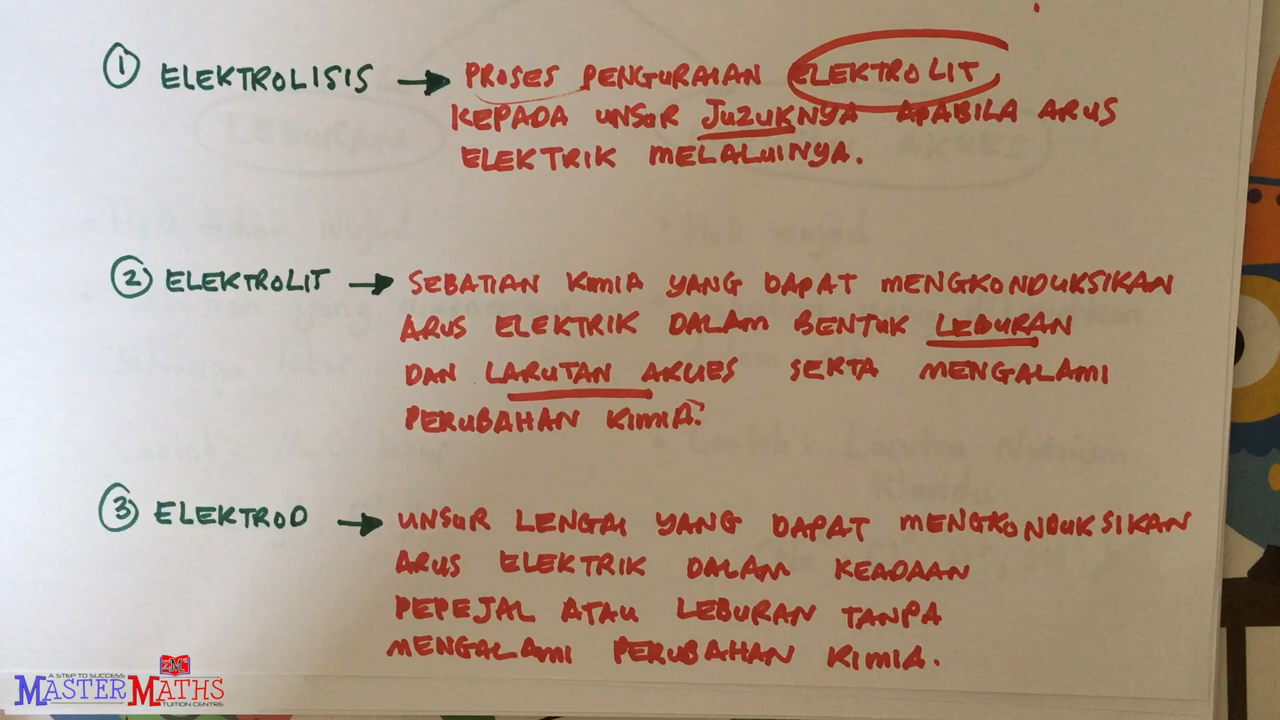 ① ELEKTROLISIS → PROSES PENGURAIAN ELEKTROLIT
KEPADA UNSUR JUZUKNYA APABILA ARUS
ELEKTRIK MELALUINYA.
② ELEKTROLIT → SEBATIAN KIMIA YANG DAPAT MENGKONDUKSIKAN
ARUS ELEKTRIK DALAM BENTUK LEBURAN
DAN LARUTAN AKUES SERTA MENGALAMI
PERUBAHAN KIMIA.
③ ELEKTROD → UNSUR LENGAI YANG DAPAT MENGKONDUKSIKAN
ARUS ELEKTRIK DALAM KEADAAN
PEPEJAL ATAU LEBURAN TANPA
MENGALAMI PERUBAHAN KIMIA.
A STEP TO SUCCESS
MASTER MATHS
TUITION CENTRE